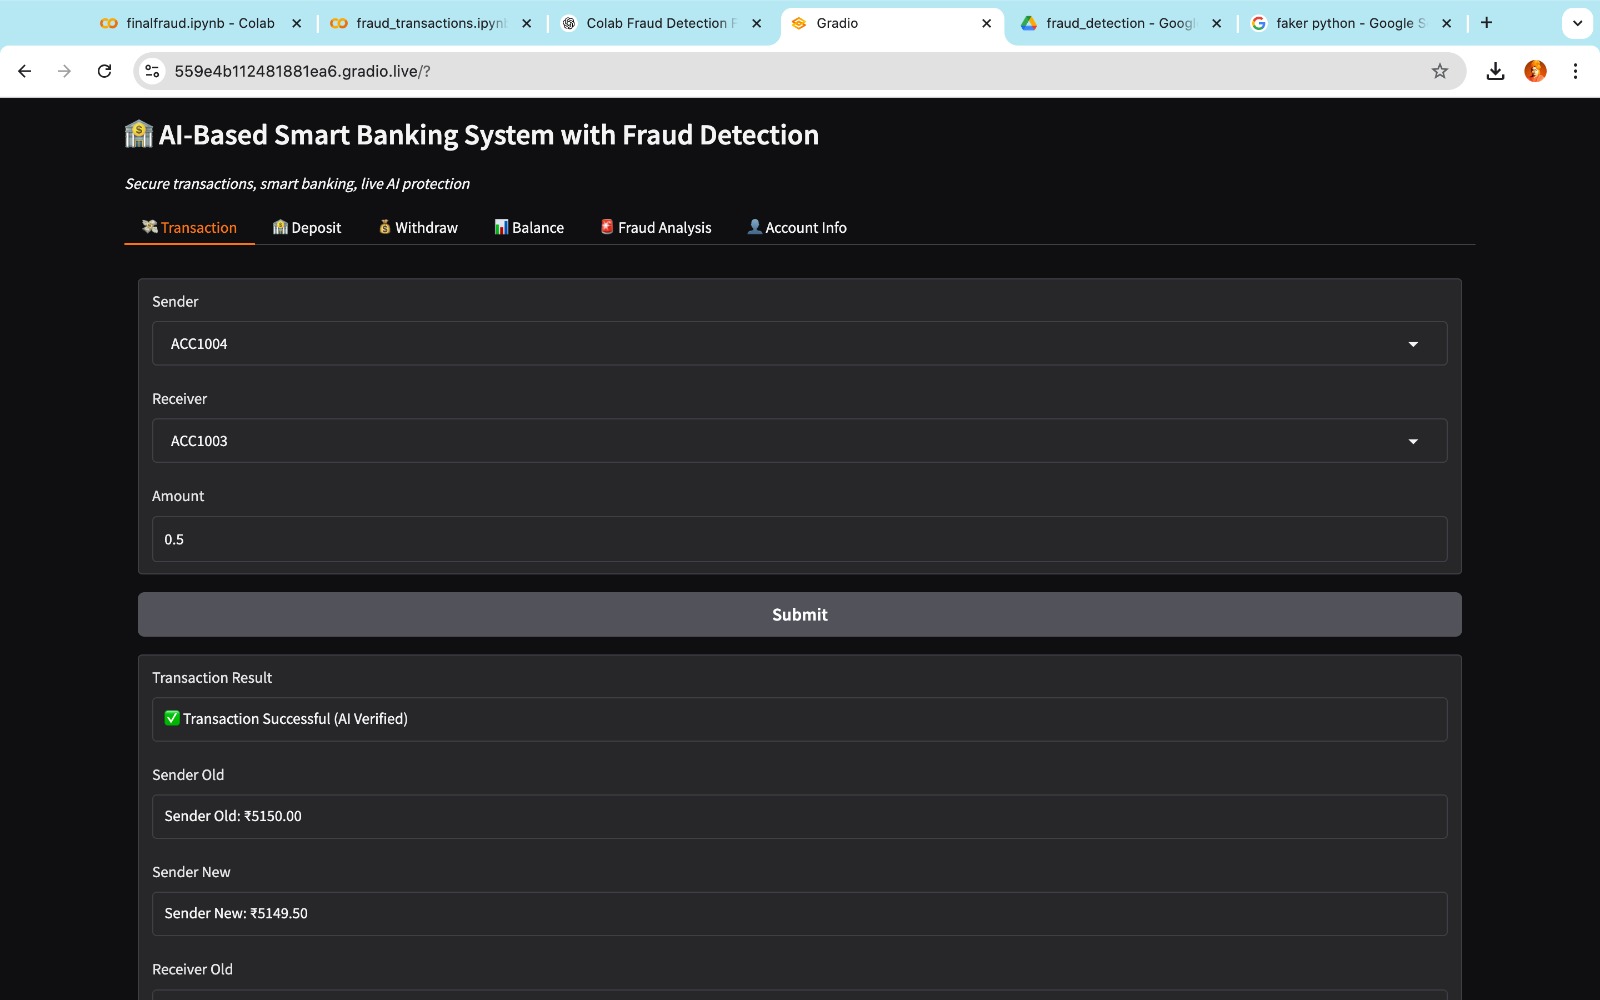 finalfraud.ipynb - Colab
fraud_transactions.ipyn
Colab Fraud Detection
Gradio
fraud_detection - Goog
faker python - Google S
559e4b112481881ea6.gradio.live/?
AI-Based Smart Banking System with Fraud Detection
Secure transactions, smart banking, live AI protection
Transaction
Deposit
Withdraw
Balance
Fraud Analysis
Account Info
Sender
ACC1004
Receiver
ACC1003
Amount
0.5
Submit
Transaction Result
✅ Transaction Successful (AI Verified)
Sender Old
Sender Old: ₹5150.00
Sender New
Sender New: ₹5149.50
Receiver Old